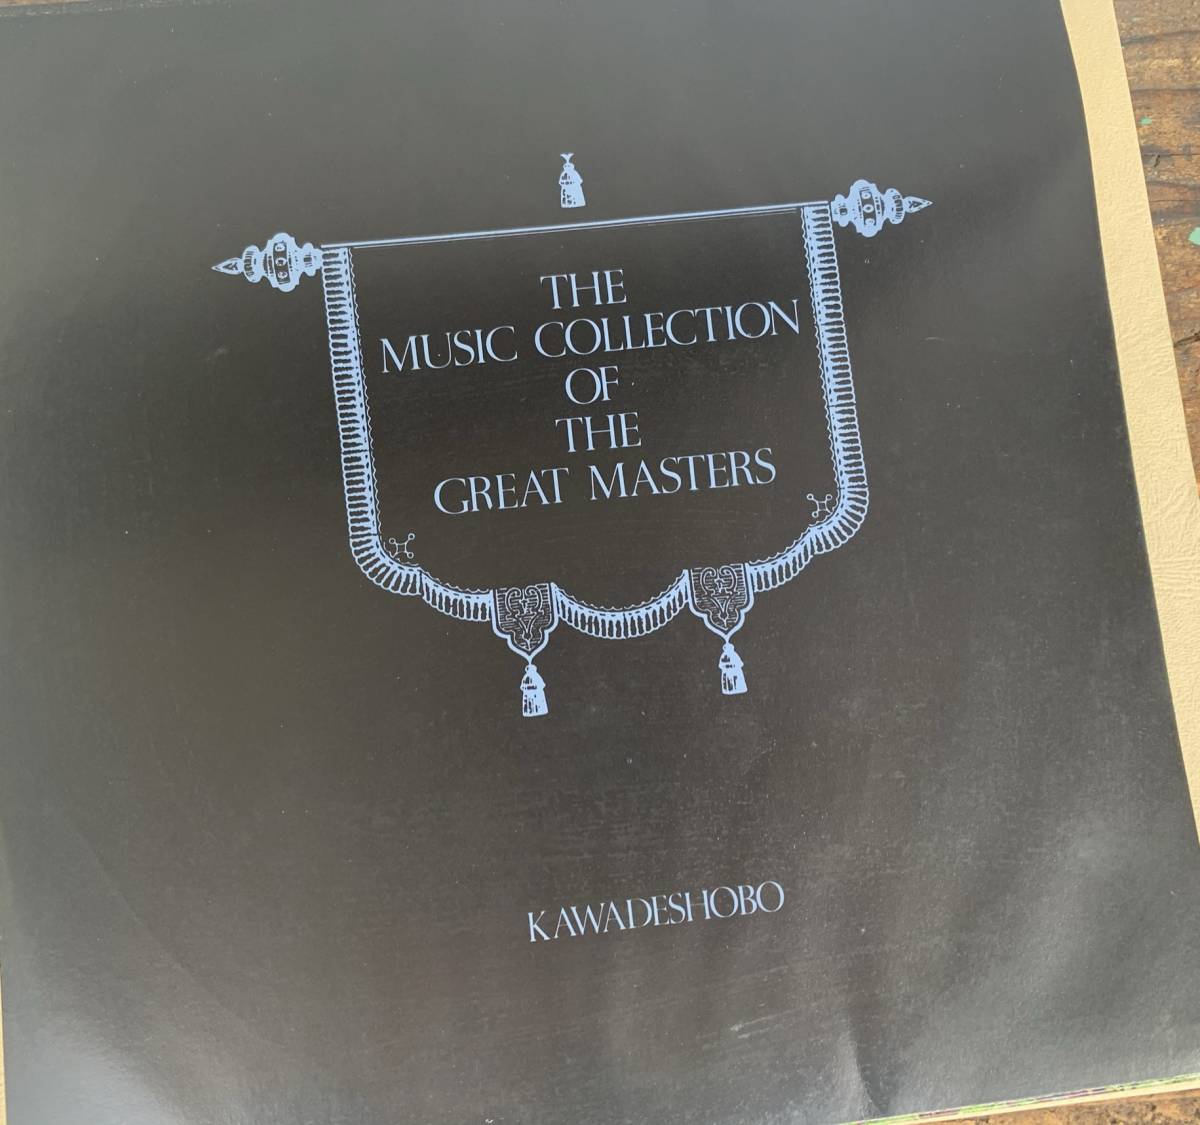 THE
MUSIC COLLECTION
OF
THE
GREAT MASTERS
KAWADESHOBO